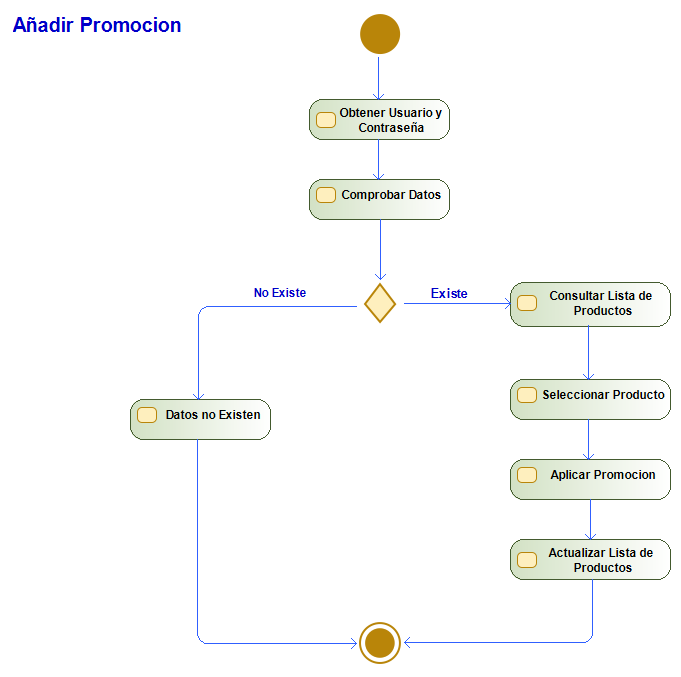 Añadir Promocion
Obtener Usuario y
Contraseña
Comprobar Datos
No Existe
Existe
Consultar Lista de
Productos
Datos no Existen
Seleccionar Producto
Aplicar Promocion
Actualizar Lista de
Productos